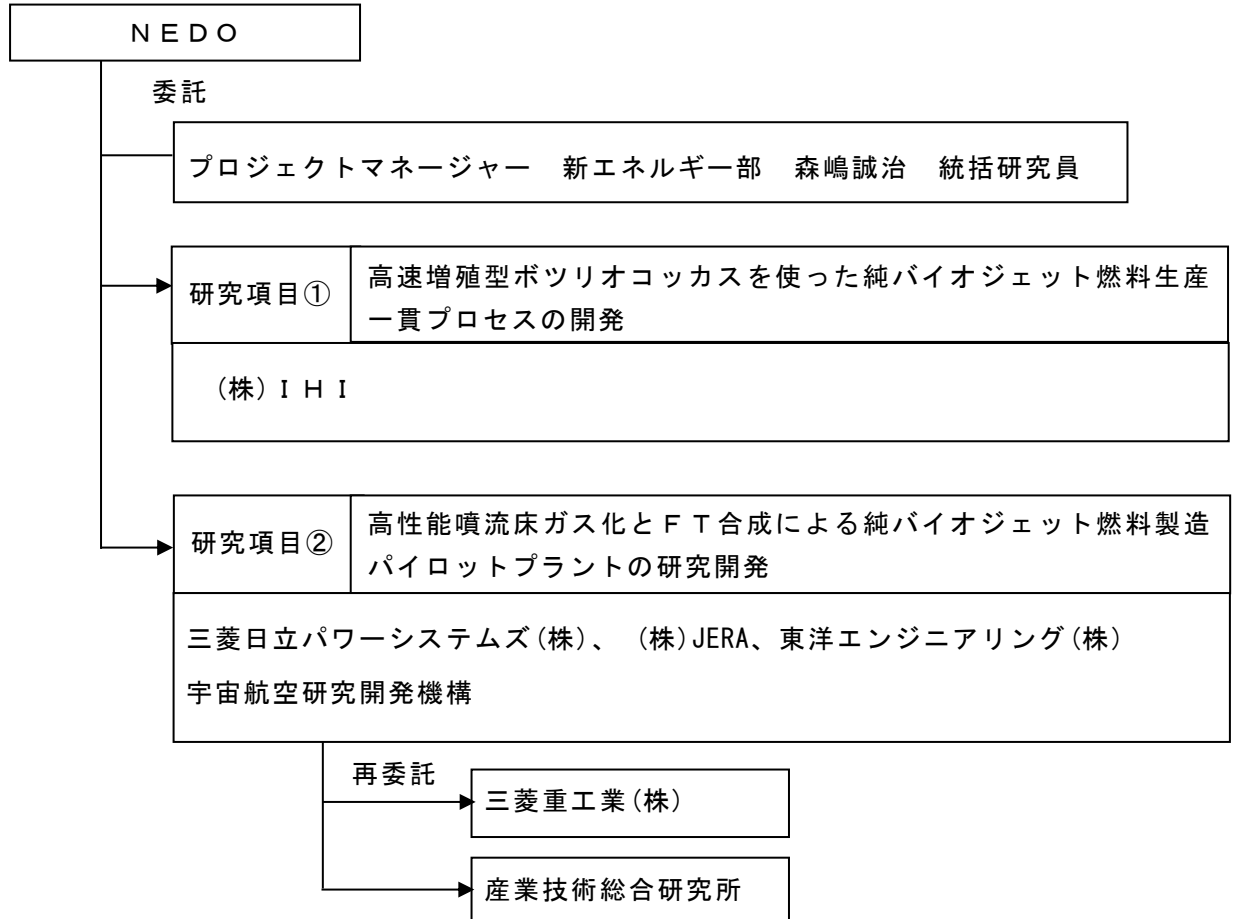 ＮＥＤＯ
委託
プロジェクトマネージャー　新エネルギー部　森嶋誠治　統括研究員
研究項目①
高速増殖型ボツリオコッカスを使った純バイオジェット燃料生産
一貫プロセスの開発
(株)ＩＨＩ
研究項目②
高性能噴流床ガス化とＦＴ合成による純バイオジェット燃料製造
パイロットプラントの研究開発
三菱日立パワーシステムズ(株)、(株)JERA、東洋エンジニアリング(株)
宇宙航空研究開発機構
再委託
三菱重工業(株)
産業技術総合研究所